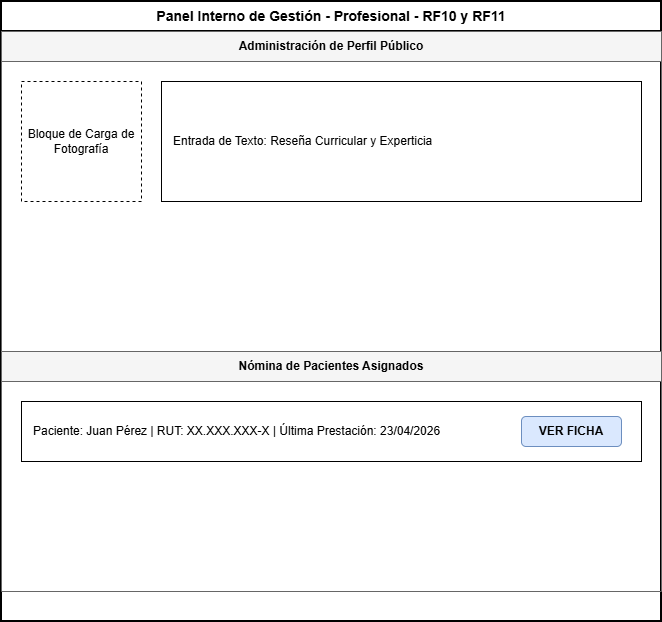 Panel Interno de Gestión - Profesional - RF10 y RF11
Administración de Perfil Público
Bloque de Carga de
Fotografía
Entrada de Texto: Reseña Curricular y Experticia
Nómina de Pacientes Asignados
Paciente: Juan Pérez | RUT: XX.XXX.XXX-X | Última Prestación: 23/04/2026
VER FICHA